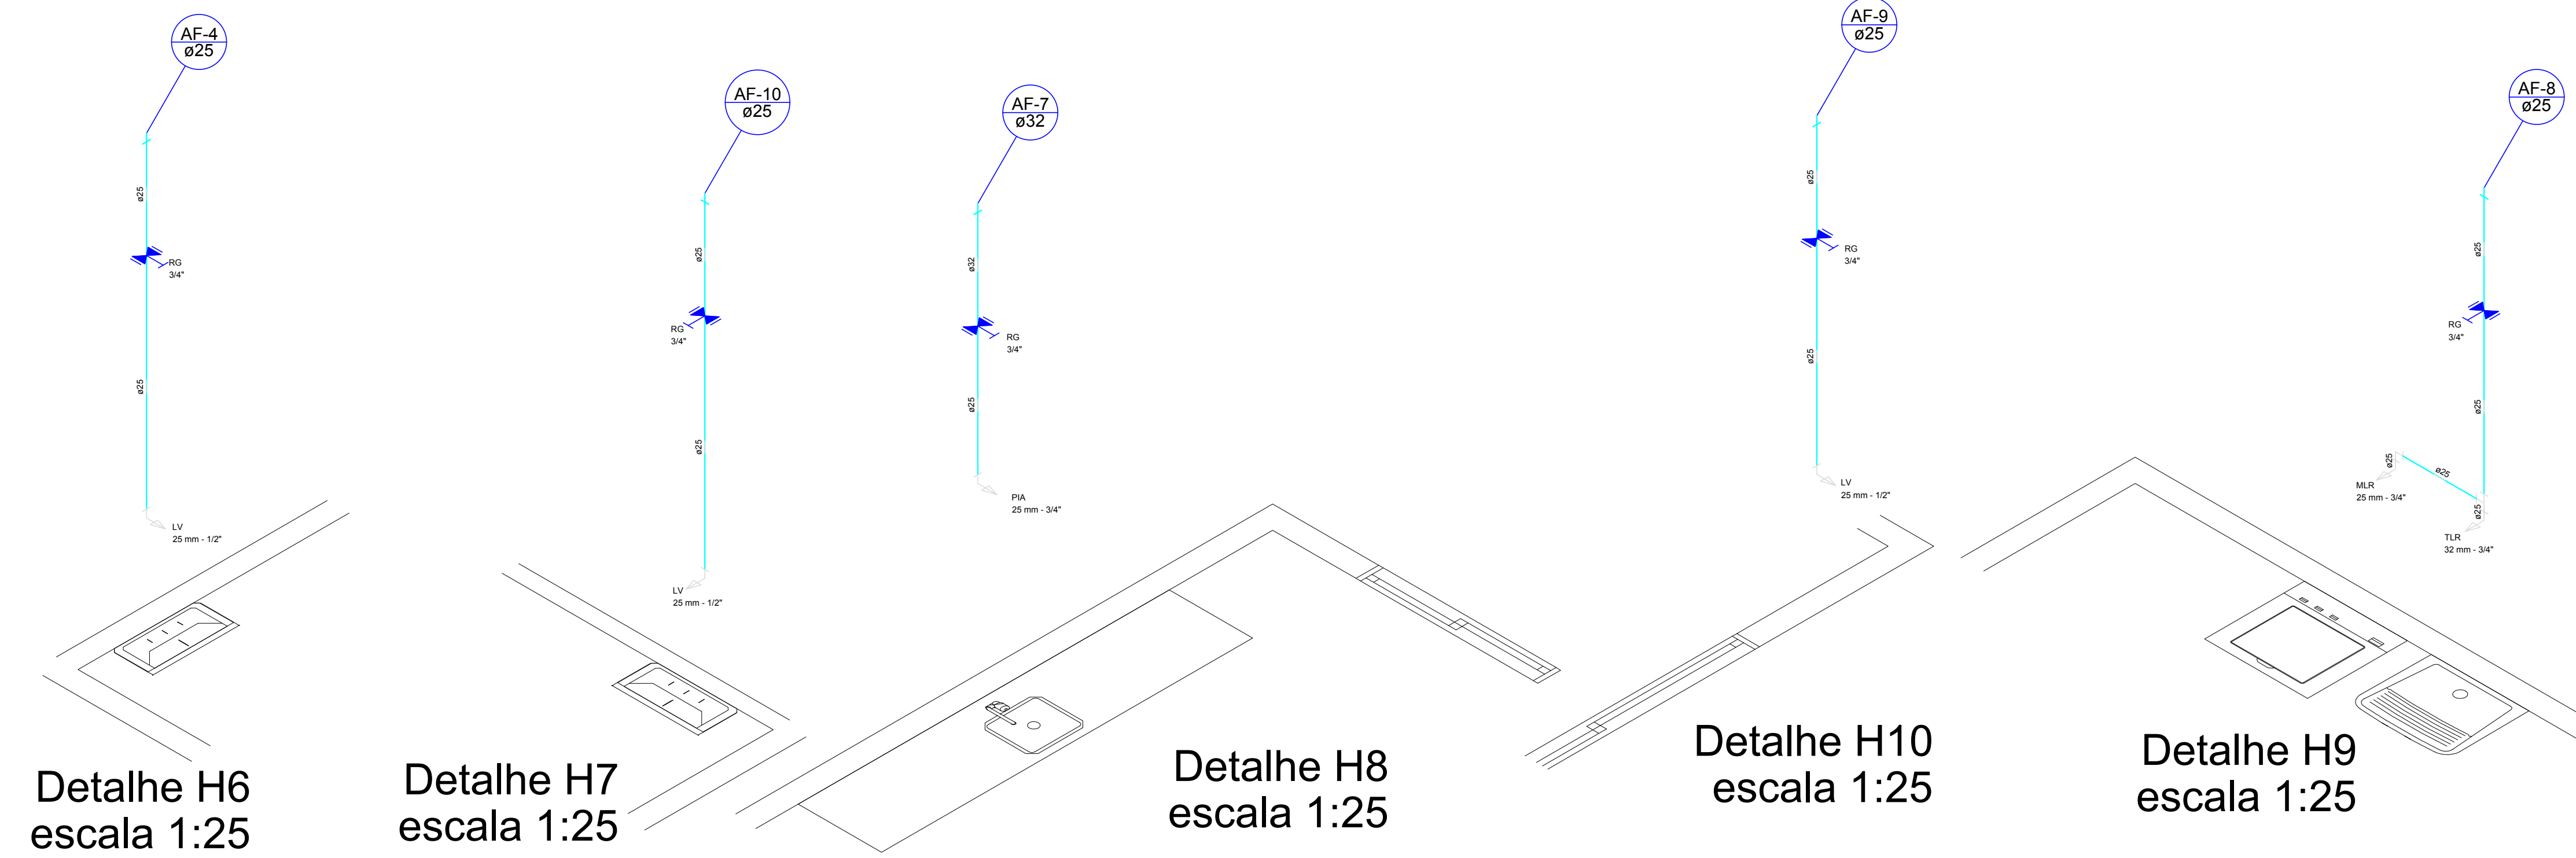 AF-4
ø25
ø25
RG
3/4"
ø25
LV
25 mm - 1/2"
Detalhe H6
escala 1:25
AF-10
ø25
ø25
RG
3/4"
ø25
LV
25 mm - 1/2"
Detalhe H7
escala 1:25
AF-7
ø32
ø32
RG
3/4"
ø25
PIA
25 mm - 3/4"
Detalhe H8
escala 1:25
AF-9
ø25
ø25
RG
3/4"
ø25
LV
25 mm - 1/2"
Detalhe H10
escala 1:25
AF-8
ø25
ø25
RG
3/4"
ø25
ø25
ø25
MLR
25 mm - 3/4"
ø25
TLR
32 mm - 3/4"
Detalhe H9
escala 1:25